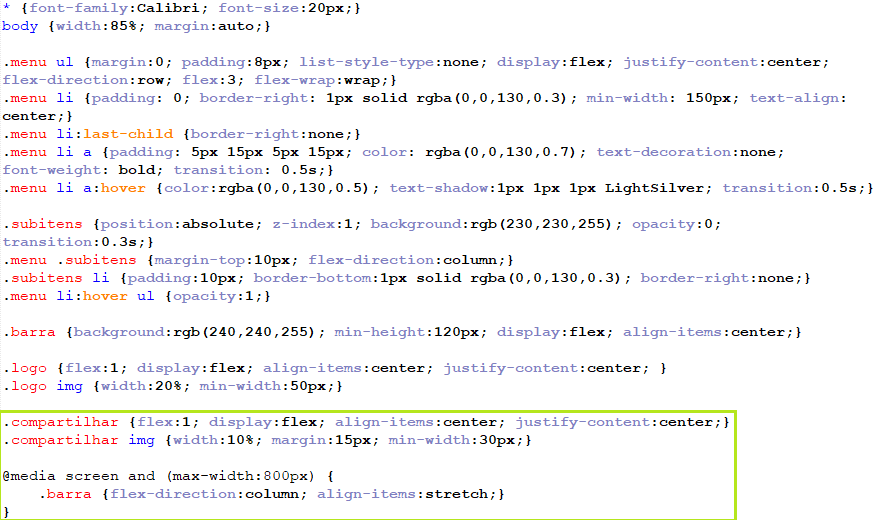 * {font-family:Calibri; font-size:20px;}
body {width:85%; margin:auto;}
.menu ul {margin:0; padding:8px; list-style-type:none; display:flex; justify-content:center;
flex-direction:row; flex:3; flex-wrap:wrap;}
.menu li {padding: 0; border-right: 1px solid rgba(0,0,130,0.3); min-width: 150px; text-align:
center;}
.menu li:last-child {border-right:none;}
.menu li a {padding: 5px 15px 5px 15px; color: rgba(0,0,130,0.7); text-decoration:none;
font-weight: bold; transition: 0.5s;}
.menu li a:hover {color:rgba(0,0,130,0.5); text-shadow:1px 1px 1px LightSilver; transition:0.5s;}
.subitens {position:absolute; z-index:1; background:rgb(230,230,255); opacity:0;
transition:0.3s;}
.menu .subitens {margin-top:10px; flex-direction:column;}
.subitens li {padding:10px; border-bottom:1px solid rgba(0,0,130,0.3); border-right:none;}
.menu li:hover ul {opacity:1;}
.barra {background:rgb(240,240,255); min-height:120px; display:flex; align-items:center;}
.logo {flex:1; display:flex; align-items:center; justify-content:center; }
.logo img {width:20%; min-width:50px;}
.compartilhar {flex:1; display:flex; align-items:center; justify-content:center;}
.compartilhar img {width:10%; margin:15px; min-width:30px;}
@media screen and (max-width:800px) {
.barra {flex-direction:column; align-items:stretch;}
}